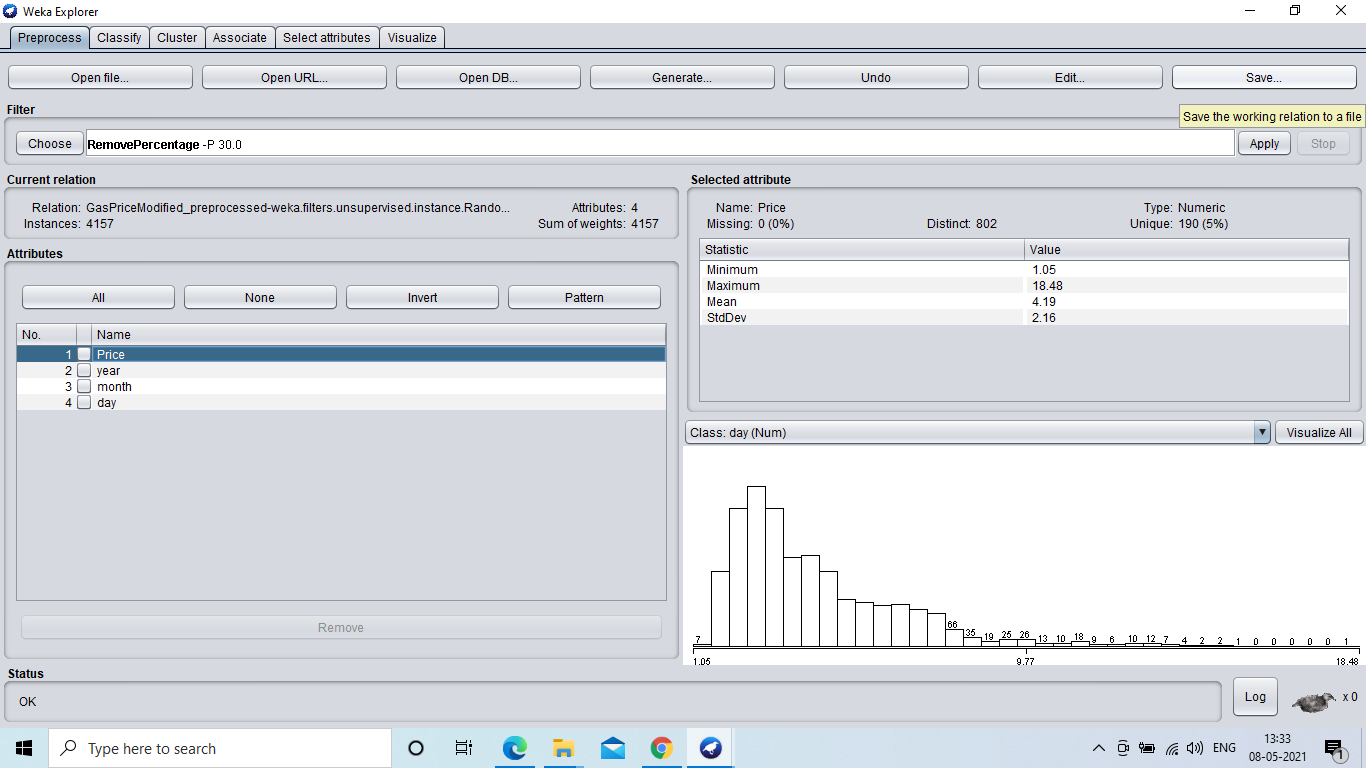 Weka Explorer
Preprocess Classify Cluster Associate Select attributes Visualize
Open file... Open URL... Open DB... Generate... Undo Edit... Save...
Filter
Save the working relation to a file
Choose RemovePercentage -P 30.0 Apply Stop
Current relation
Relation: GasPriceModified_preprocessed-weka.filters.unsupervised.instance.Rando... Attributes: 4
Instances: 4157 Sum of weights: 4157
Selected attribute
Name: Price Type: Numeric
Missing: 0 (0%) Distinct: 802 Unique: 190 (5%)
Statistic Value
Minimum 1.05
Maximum 18.48
Mean 4.19
StdDev 2.16
Attributes
All None Invert Pattern
No. Name
1 Price
2 year
3 month
4 day
Remove
Class: day (Num) Visualize All
7 66 35 19 25 26 13 10 18 9 6 10 12 7 4 2 2 1 0 0 0 0 0 1
1.05 9.77 18.48
Status
OK
Log x 0
Type here to search
ENG
13:33
08-05-2021
1